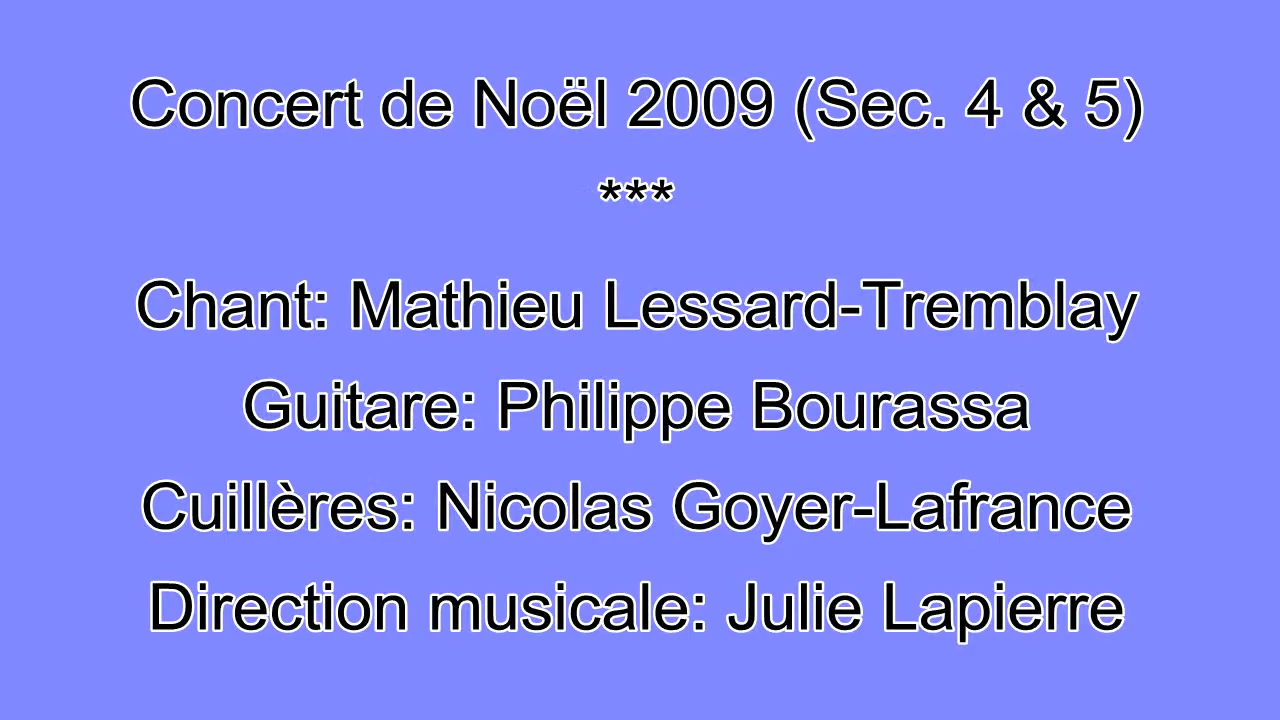 Concert de Noël 2009 (Sec. 4 & 5)
***
Chant: Mathieu Lessard-Tremblay
Guitare: Philippe Bourassa
Cuillères: Nicolas Goyer-Lafrance
Direction musicale: Julie Lapierre